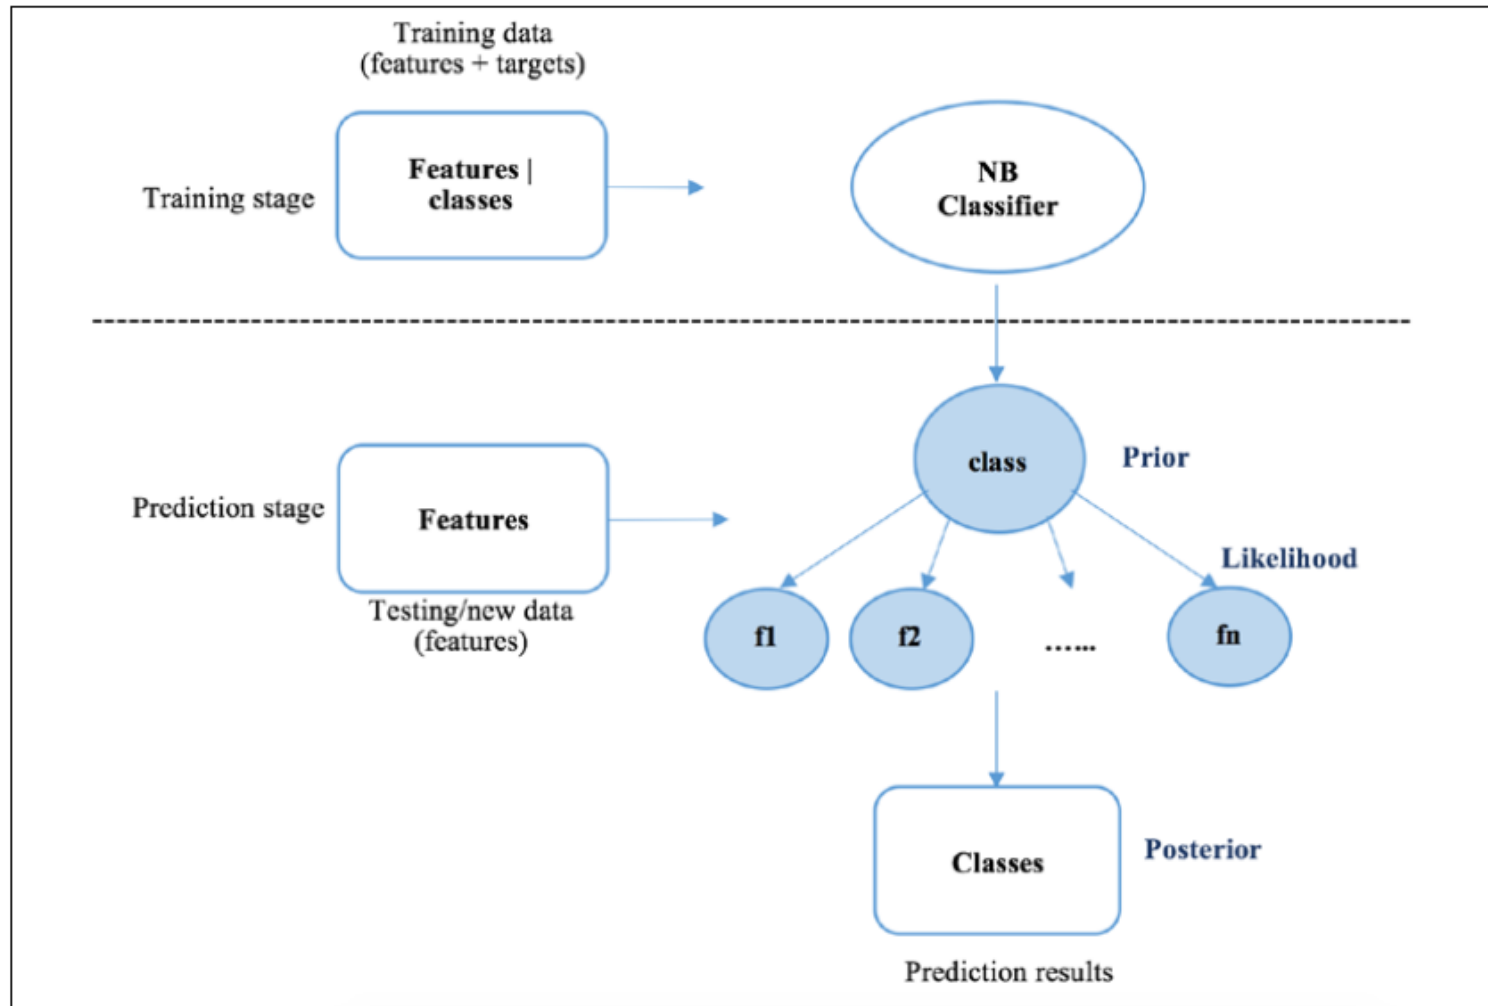 Training data
(features + targets)
Features |
classes
Training stage
NB
Classifier
class
Prior
Prediction stage
Features
Likelihood
Testing/new data
(features)
f1
f2
......
fn
Classes
Posterior
Prediction results